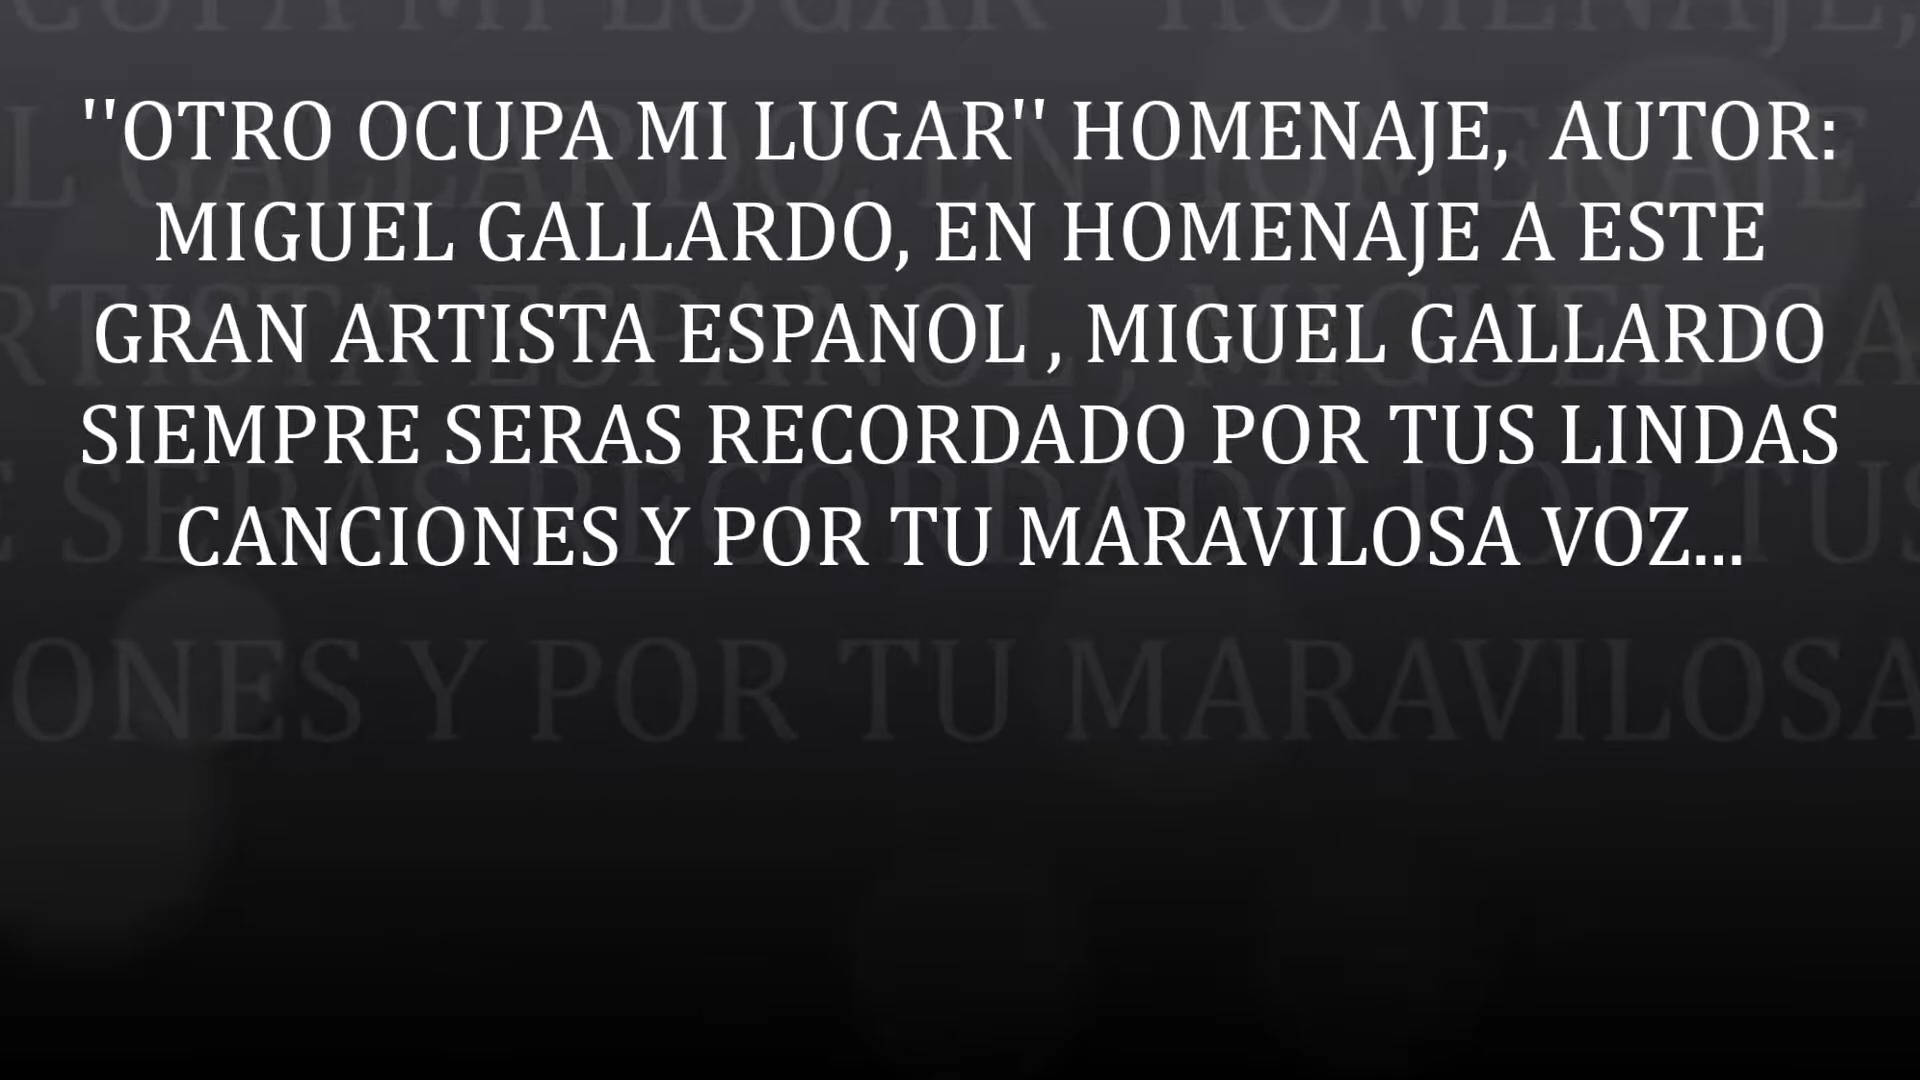 ''OTRO OCUPA MI LUGAR'' HOMENAJE,  AUTOR:
MIGUEL GALLARDO, EN HOMENAJE A ESTE
GRAN ARTISTA ESPANOL , MIGUEL GALLARDO
SIEMPRE SERAS RECORDADO POR TUS LINDAS
CANCIONES Y POR TU MARAVILOSA VOZ...